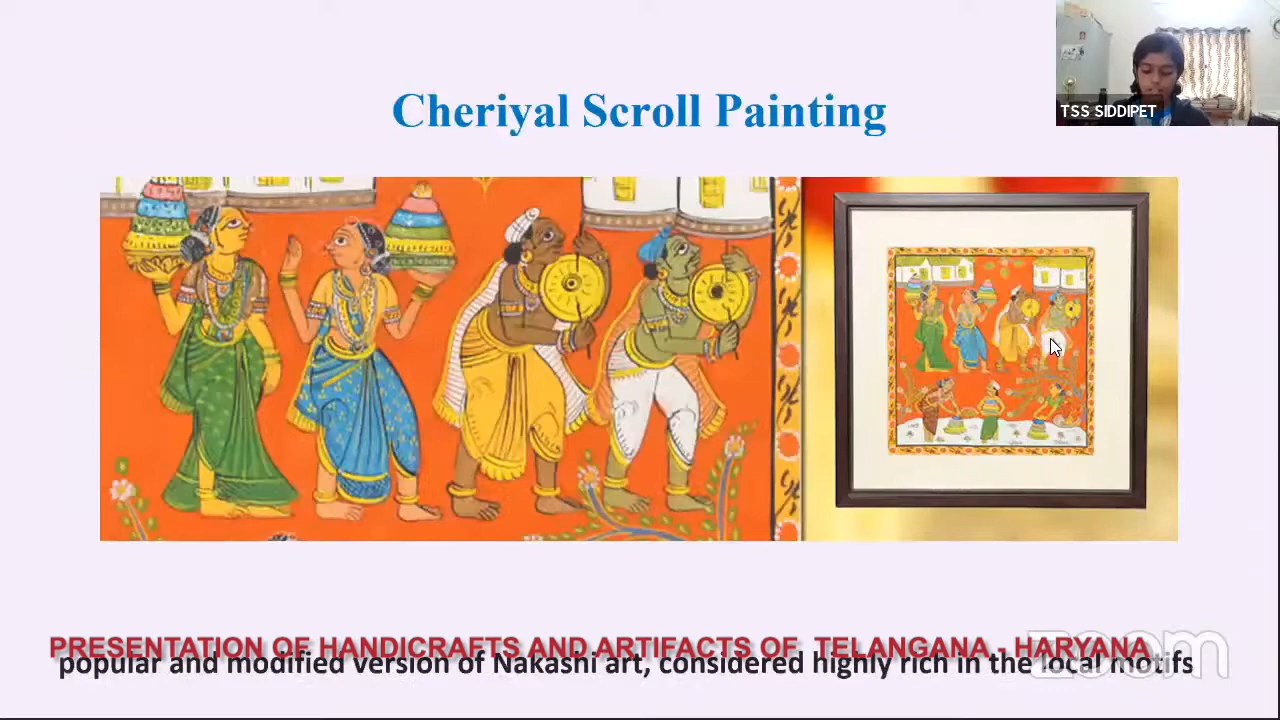 Cheriyal Scroll Painting
TSS SIDDIPET
PRESENTATION OF HANDICRAFTS AND ARTIFACTS OF TELANGANA - HARYANA
popular and modified version of Nakashi art, considered highly rich in the local motifs
zoom